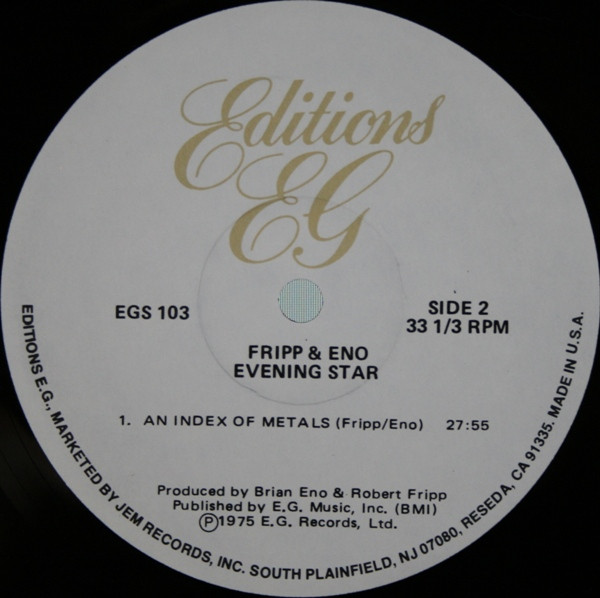 Editions
EG
EGS 103
SIDE 2
33 1/3 RPM
FRIPP & ENO
EVENING STAR
1. AN INDEX OF METALS (Fripp/Eno) 27:55
Produced by Brian Eno & Robert Fripp
Published by E.G. Music, Inc. (BMI)
Ⓟ1975 E.G. Records, Ltd.
EDITIONS E.G., MARKETED BY JEM RECORDS, INC. SOUTH PLAINFIELD, NJ 07080, RESEDA, CA 91335. MADE IN U.S.A.